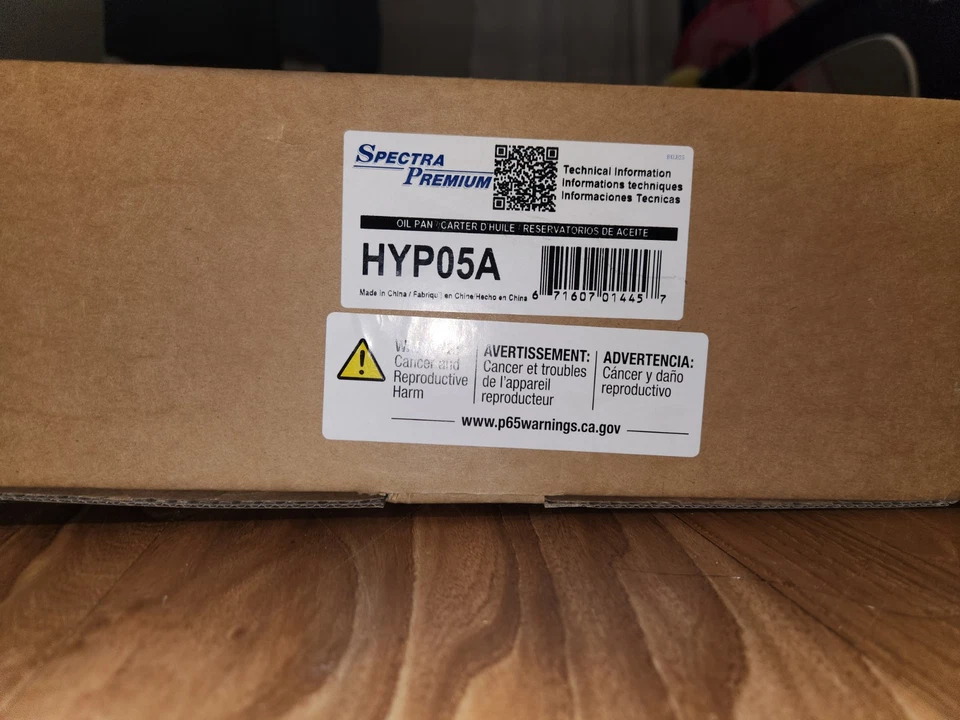 SPECTRA
PREMIUM
Technical Information
Informations techniques
Informaciones Tecnicas
OIL PAN / CARTER D'HUILE / RESERVATORIOS DE ACEITE
HYP05A
Made in China / Fabriqu en Chine/Hecho en China
6 71607 01445 7
Cancer and
Reproductive
Harm
AVERTISSEMENT:
Cancer et troubles
de l'appareil
reproducteur
ADVERTENCIA:
Cáncer y daño
reproductivo
www.p65warnings.ca.gov